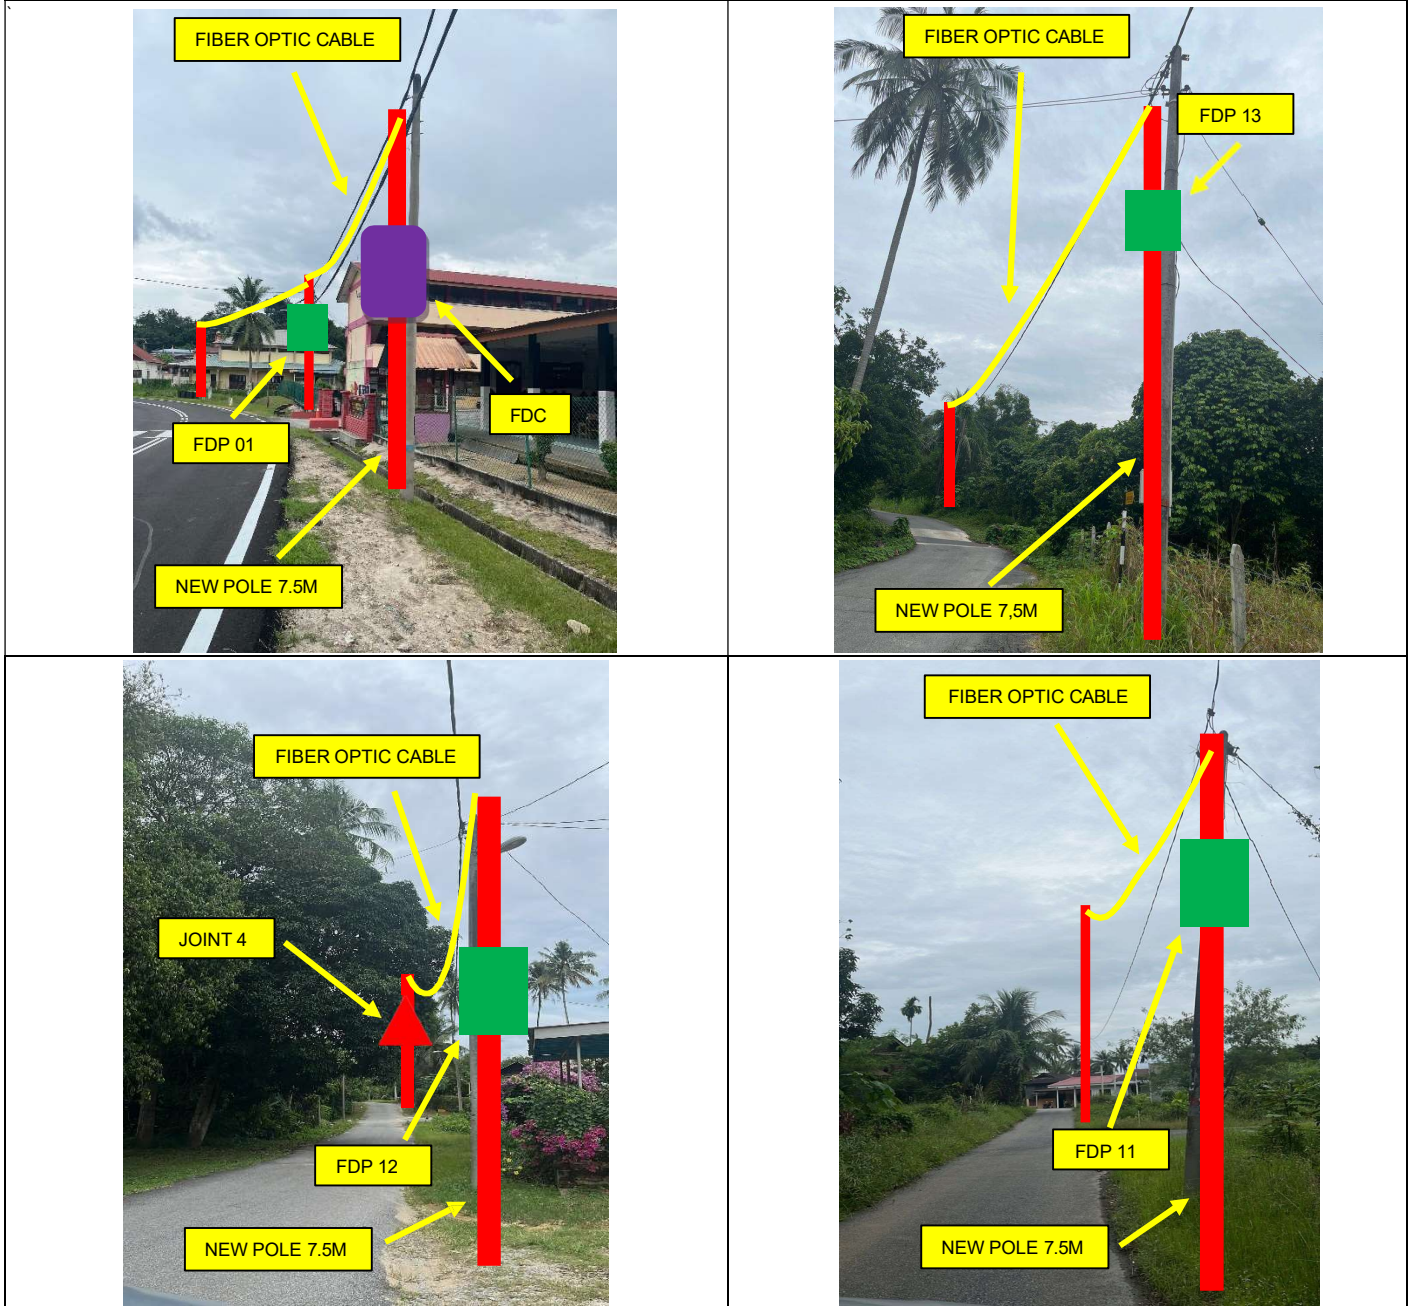 FIBER OPTIC CABLE
FDP 01
FDC
NEW POLE 7.5M
FIBER OPTIC CABLE
FDP 13
NEW POLE 7,5M
FIBER OPTIC CABLE
JOINT 4
FDP 12
NEW POLE 7.5M
FIBER OPTIC CABLE
FDP 11
NEW POLE 7.5M